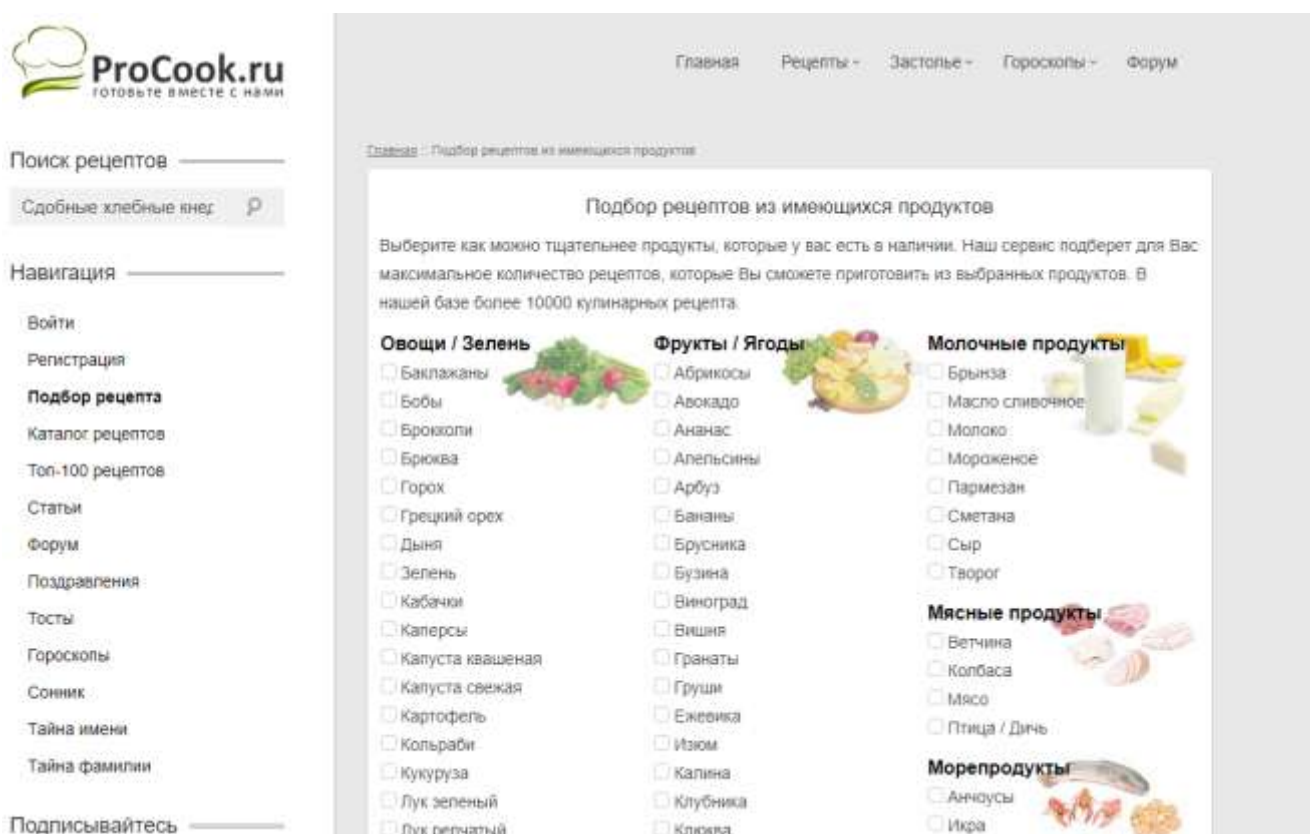 ProCook.ru
готовьте вместе с нами
Главная
Рецепты
Застолье
Гороскопы
Форум
Поиск рецептов
Сдобные хлебные кнед
Навигация
Войти
Регистрация
Подбор рецепта
Каталог рецептов
Топ-100 рецептов
Статьи
Форум
Поздравления
Тосты
Гороскопы
Сонник
Тайна имени
Тайна фамилии
Подписывайтесь
Главная :: Подбор рецептов из имеющихся продуктов
Подбор рецептов из имеющихся продуктов
Выберите как можно тщательнее продукты, которые у вас есть в наличии. Наш сервис подберет для Вас
максимальное количество рецептов, которые Вы сможете приготовить из выбранных продуктов. В
нашей базе более 10000 кулинарных рецепта.
Овощи / Зелень
Баклажаны
Бобы
Брокколи
Брюква
Горох
Грецкий орех
Дыня
Зелень
Кабачки
Каперсы
Капуста квашеная
Капуста свежая
Картофель
Кольраби
Кукуруза
Лук зеленый
Лук репчатый
Фрукты / Ягоды
Абрикосы
Авокадо
Ананас
Апельсины
Арбуз
Бананы
Брусника
Бузина
Виноград
Вишня
Гранаты
Груши
Ежевика
Изюм
Калина
Клубника
Клюква
Молочные продукты
Брынза
Масло сливочное
Молоко
Мороженое
Пармезан
Сметана
Сыр
Творог
Мясные продукты
Ветчина
Колбаса
Мясо
Птица / Дичь
Морепродукты
Анчоусы
Икра